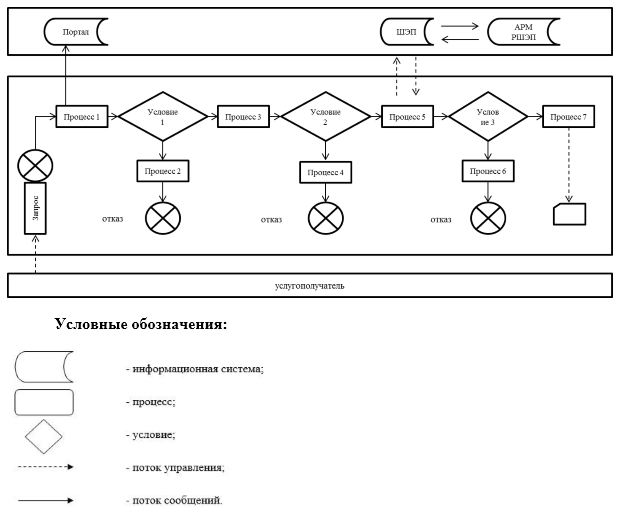 Портал
ШЭП
АРМ
РШЭП
Процесс 1
Условие
1
Процесс 3
Условие
2
Процесс 5
Услов
ие 3
Процесс 7
Процесс 2
Процесс 4
Процесс 6
Запрос
отказ
отказ
отказ
услугополучатель
Условные обозначения:
- информационная система;
- процесс;
- условие;
- поток управления;
- поток сообщений.